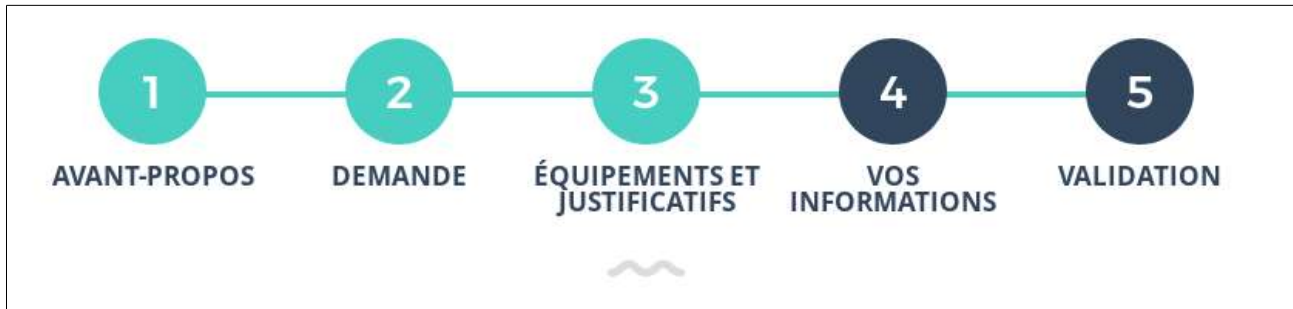 1 2 3 4 5
AVANT-PROPOS DEMANDE ÉQUIPEMENTS ET VOS VALIDATION
JUSTIFICATIFS INFORMATIONS